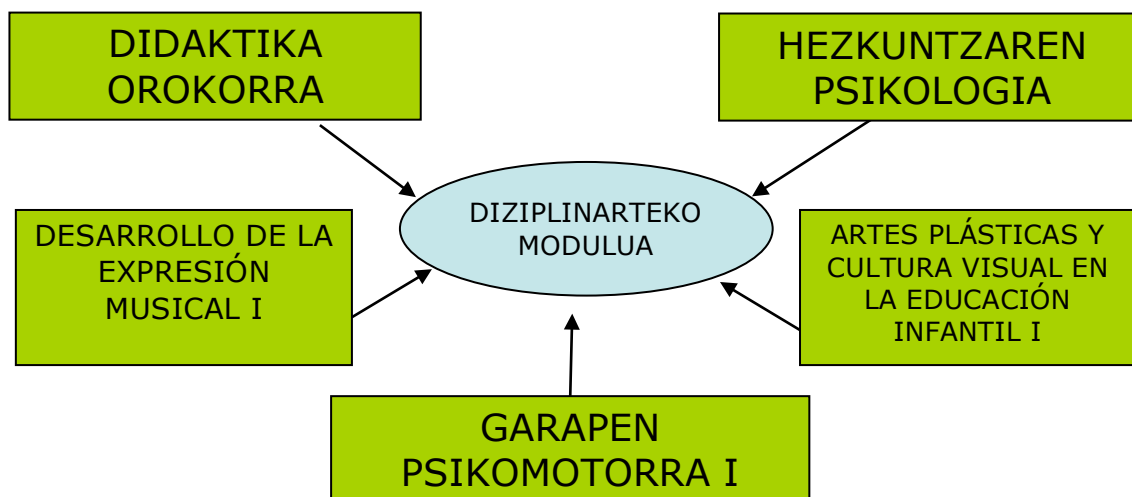 DIDAKTIKA
OROKORRA
HEZKUNTZAREN
PSIKOLOGIA
DIZIPLINARTEKO
MODULUA
DESARROLLO DE LA
EXPRESIÓN
MUSICAL I
ARTES PLÁSTICAS Y
CULTURA VISUAL EN
LA EDUCACIÓN
INFANTIL I
GARAPEN
PSIKOMOTORRA I